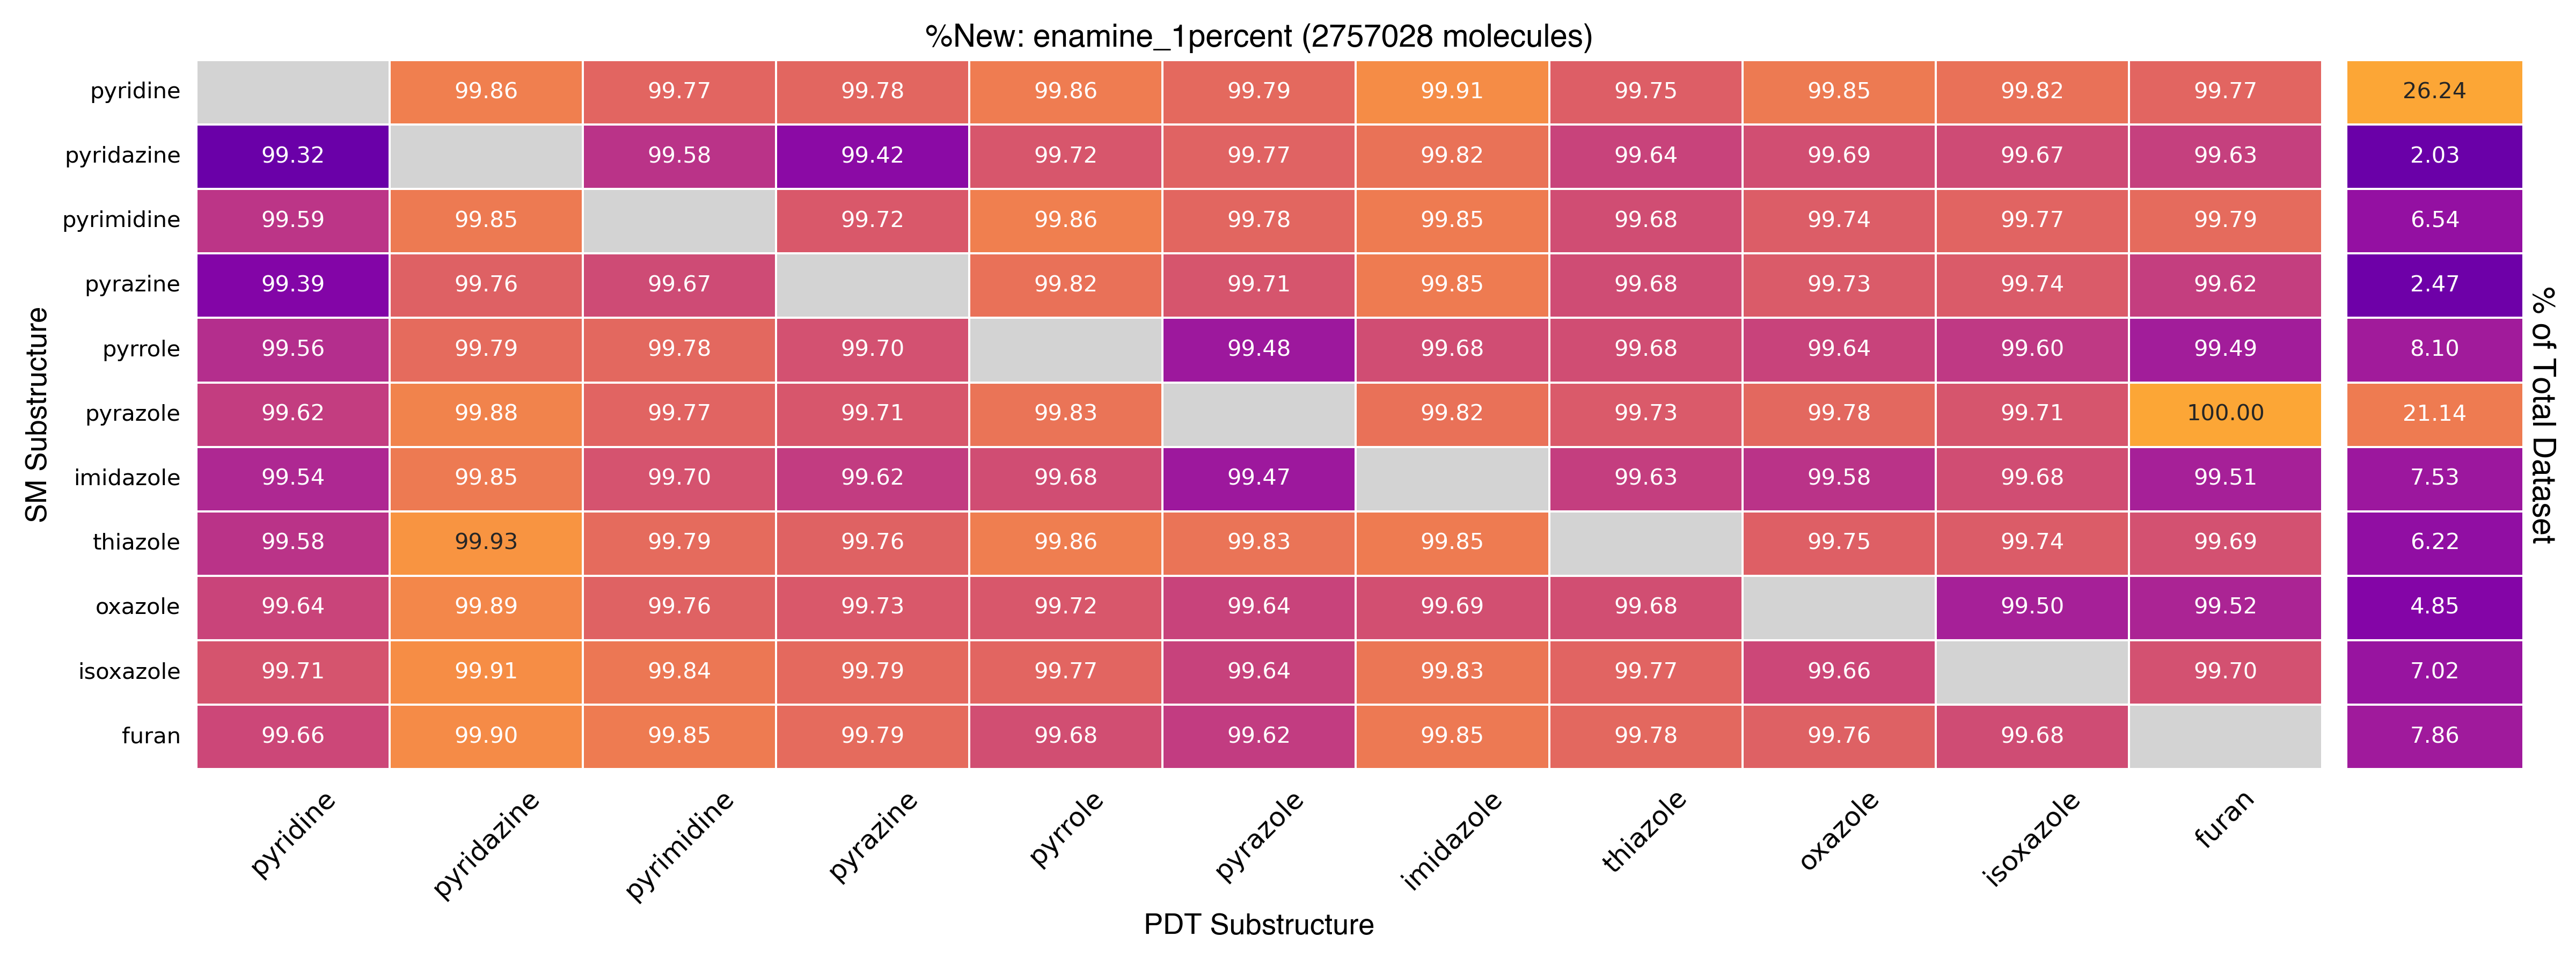 %New: enamine_1percent (2757028 molecules)
pyridine 99.86 99.77 99.78 99.86 99.79 99.91 99.75 99.85 99.82 99.77 26.24
pyridazine 99.32 99.58 99.42 99.72 99.77 99.82 99.64 99.69 99.67 99.63 2.03
pyrimidine 99.59 99.85 99.72 99.86 99.78 99.85 99.68 99.74 99.77 99.79 6.54
pyrazine 99.39 99.76 99.67 99.82 99.71 99.85 99.68 99.73 99.74 99.62 2.47
pyrrole 99.56 99.79 99.78 99.70 99.48 99.68 99.68 99.64 99.60 99.49 8.10
pyrazole 99.62 99.88 99.77 99.71 99.83 99.82 99.73 99.78 99.71 100.00 21.14
imidazole 99.54 99.85 99.70 99.62 99.68 99.47 99.63 99.58 99.68 99.51 7.53
thiazole 99.58 99.93 99.79 99.76 99.86 99.83 99.85 99.75 99.74 99.69 6.22
oxazole 99.64 99.89 99.76 99.73 99.72 99.64 99.69 99.68 99.50 99.52 4.85
isoxazole 99.71 99.91 99.84 99.79 99.77 99.64 99.83 99.77 99.66 99.70 7.02
furan 99.66 99.90 99.85 99.79 99.68 99.62 99.85 99.78 99.76 99.68 7.86
SM Substructure
% of Total Dataset
pyridine pyridazine pyrimidine pyrazine pyrrole pyrazole imidazole thiazole oxazole isoxazole furan
PDT Substructure